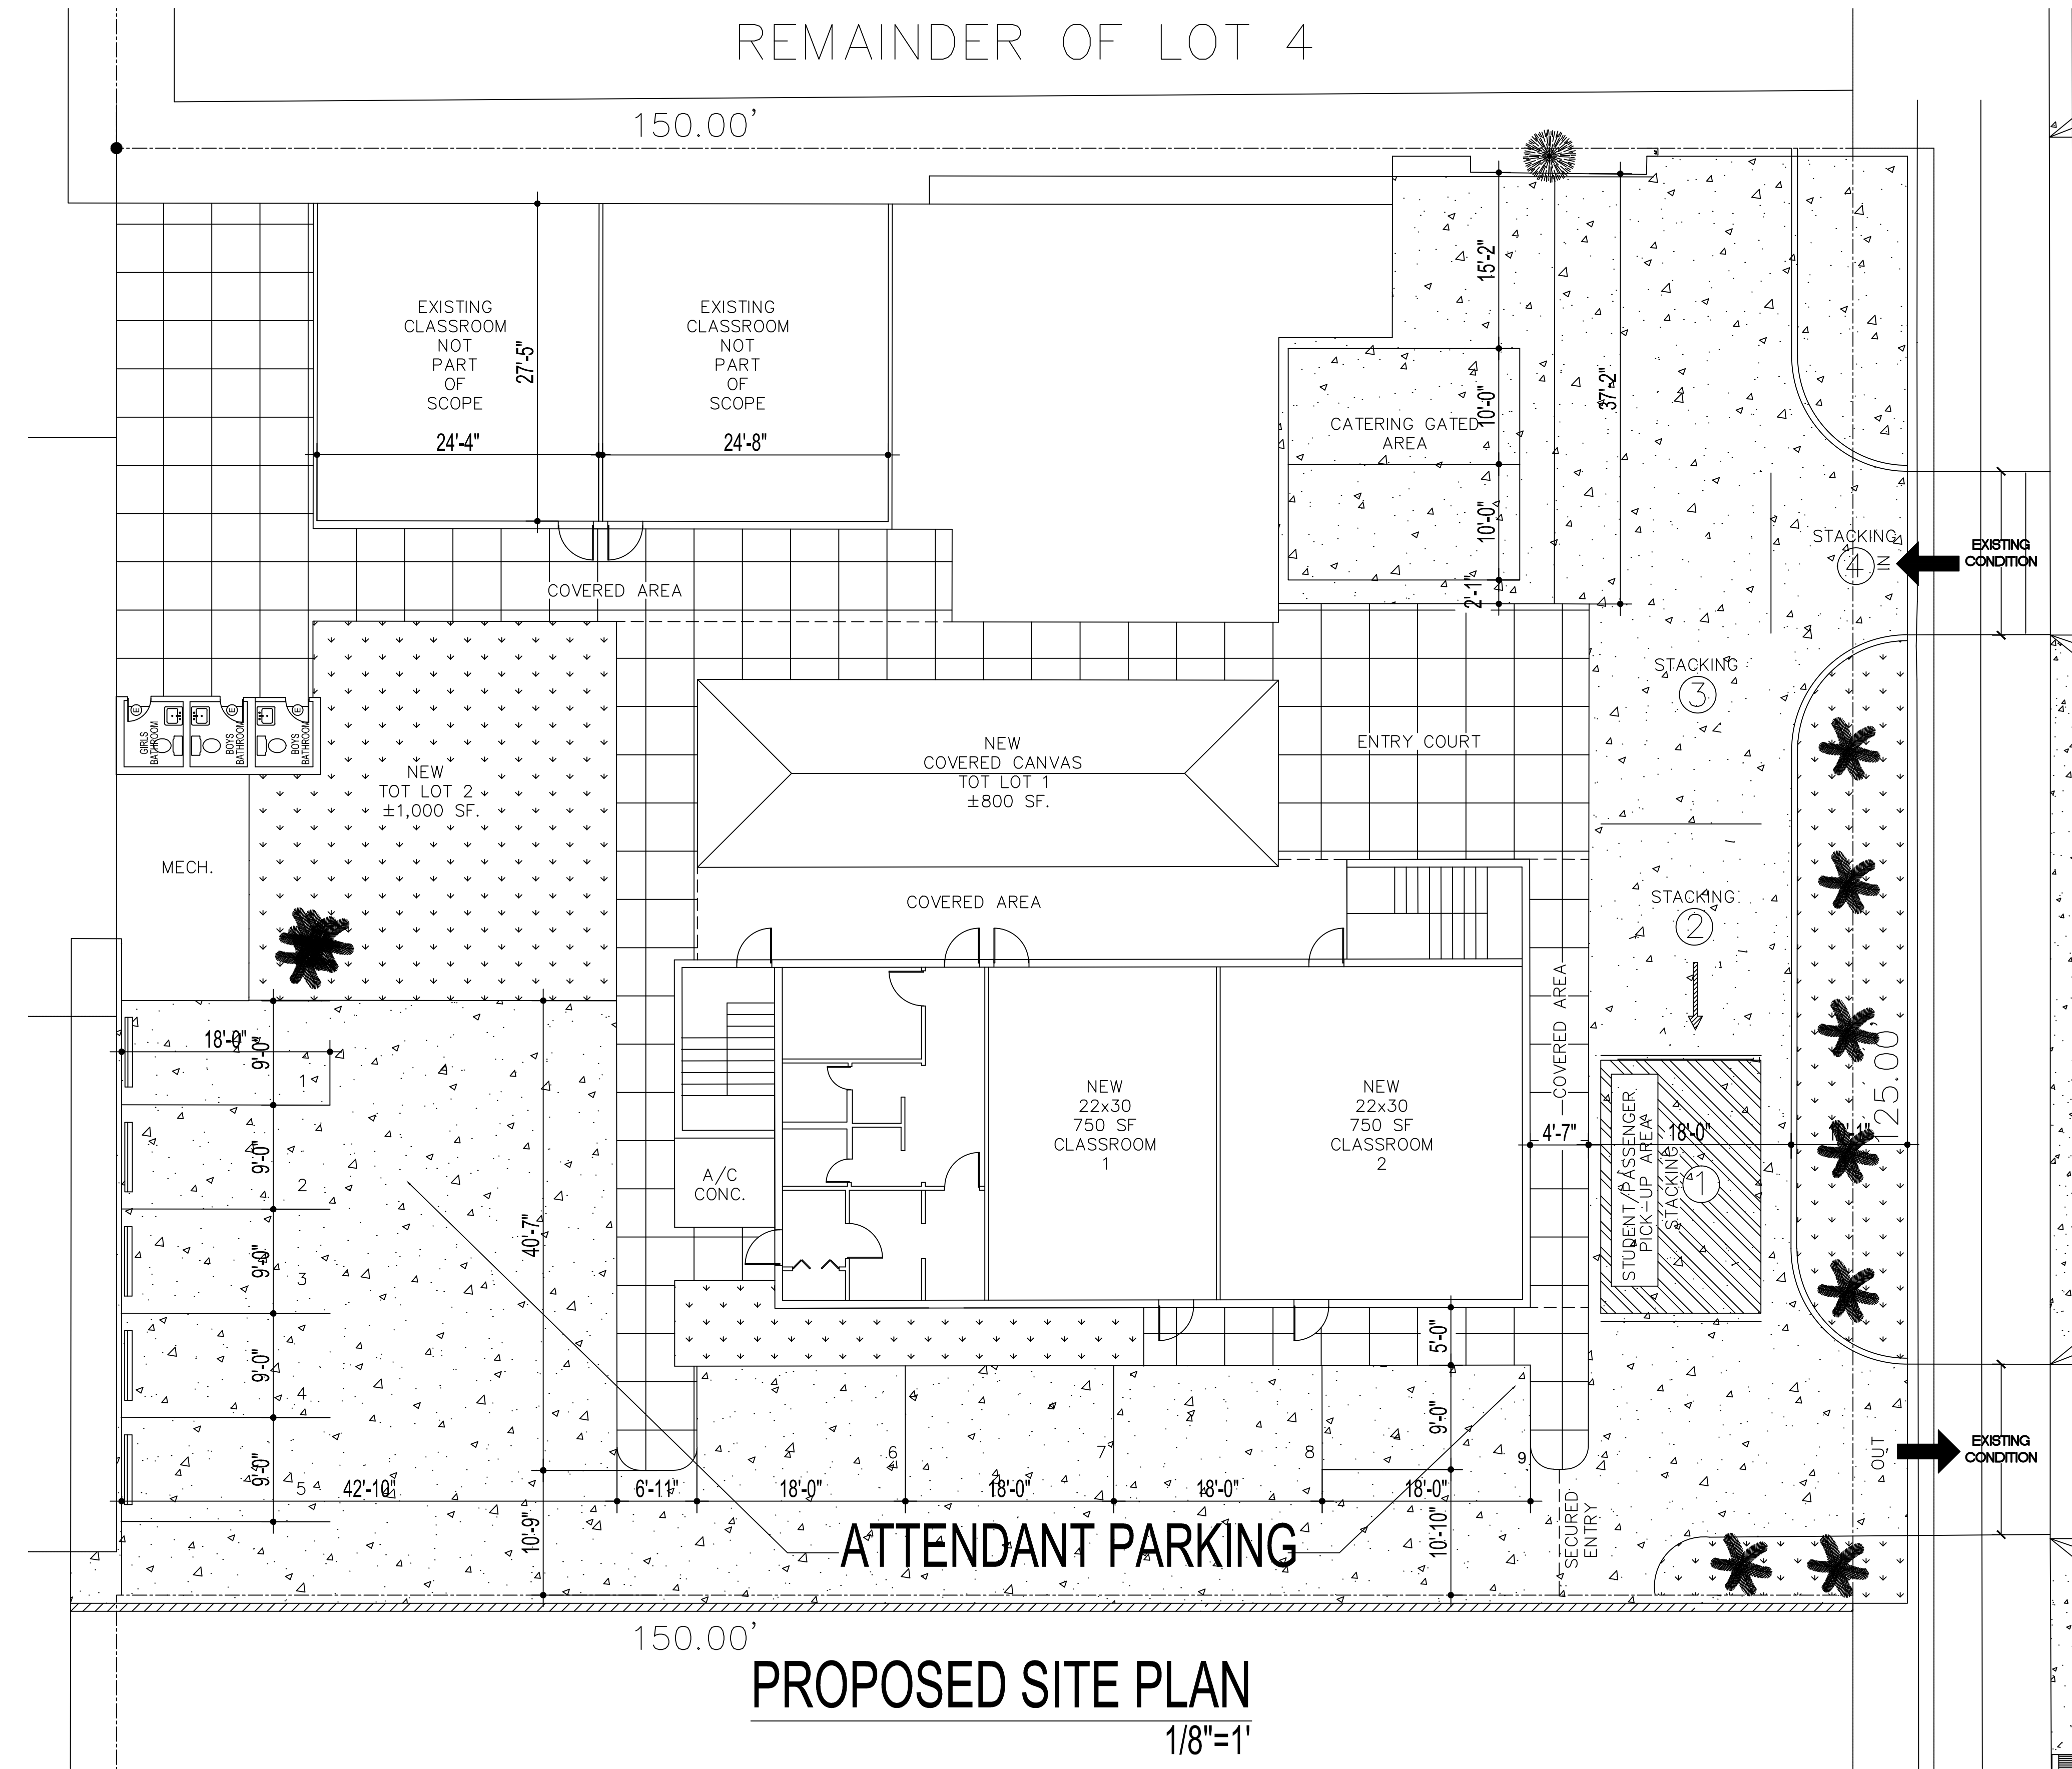 REMAINDER OF LOT 4
150.00'
EXISTING
CLASSROOM
NOT
PART
OF
SCOPE
27'-5"
24'-4"
EXISTING
CLASSROOM
NOT
PART
OF
SCOPE
24'-8"
15'-2"
10'-0"
37'-2"
CATERING GATED
AREA
10'-0"
2'-1"
STACKING
4
IN
EXISTING
CONDITION
COVERED AREA
STACKING
3
E
E
E
GIRLS
BATHROOM
BOYS
BATHROOM
BOYS
BATHROOM
NEW
TOT LOT 2
±1,000 SF.
NEW
COVERED CANVAS
TOT LOT 1
±800 SF.
ENTRY COURT
MECH.
COVERED AREA
STACKING
2
COVERED AREA
18'-0"
9'-0"
1
9'-0"
2
9'-0"
3
9'-0"
4
9'-0"
5
40'-7"
A/C
CONC.
NEW
22x30
750 SF
CLASSROOM
1
NEW
22x30
750 SF
CLASSROOM
2
4'-7"
18'-0"
STUDENT/PASSENGER
PICK-UP AREA
STACKING
1
125.00'
5'-0"
9'-0"
6
7
8
9
OUT
EXISTING
CONDITION
42'-10"
6'-11"
18'-0"
18'-0"
18'-0"
18'-0"
10'-9"
10'-10"
SECURED
ENTRY
ATTENDANT PARKING
150.00'
PROPOSED SITE PLAN
1/8"=1'